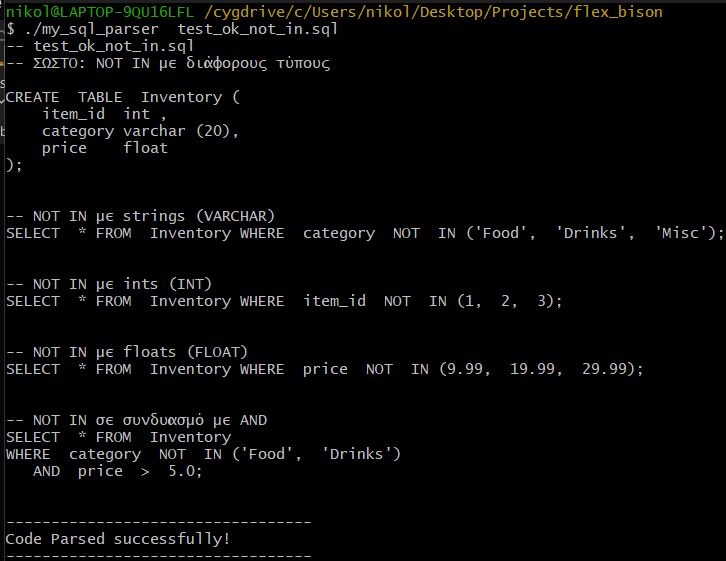 nikol@LAPTOP-9QU16LFL /cygdrive/c/Users/nikol/Desktop/Projects/flex_bison
$ ./my_sql_parser  test_ok_not_in.sql
-- test_ok_not_in.sql
-- ΣΩΣΤΟ: NOT IN με διάφορους τύπους

CREATE  TABLE  Inventory (
    item_id  int ,
    category varchar (20),
    price    float
);

-- NOT IN με strings (VARCHAR)
SELECT  * FROM  Inventory WHERE  category  NOT  IN ('Food',  'Drinks',  'Misc');

-- NOT IN με ints (INT)
SELECT  * FROM  Inventory WHERE  item_id  NOT  IN (1,  2,  3);

-- NOT IN με floats (FLOAT)
SELECT  * FROM  Inventory WHERE  price  NOT  IN (9.99,  19.99,  29.99);

-- NOT IN σε συνδυασμό με AND
SELECT  * FROM  Inventory
WHERE  category  NOT  IN ('Food',  'Drinks')
   AND  price  >  5.0;

----------------------------------
Code Parsed successfully!
----------------------------------